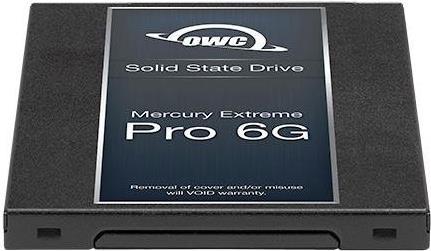 OWC
Solid State Drive
Mercury Extreme
Pro 6G
Removal of cover and/or misuse
will VOID warranty.